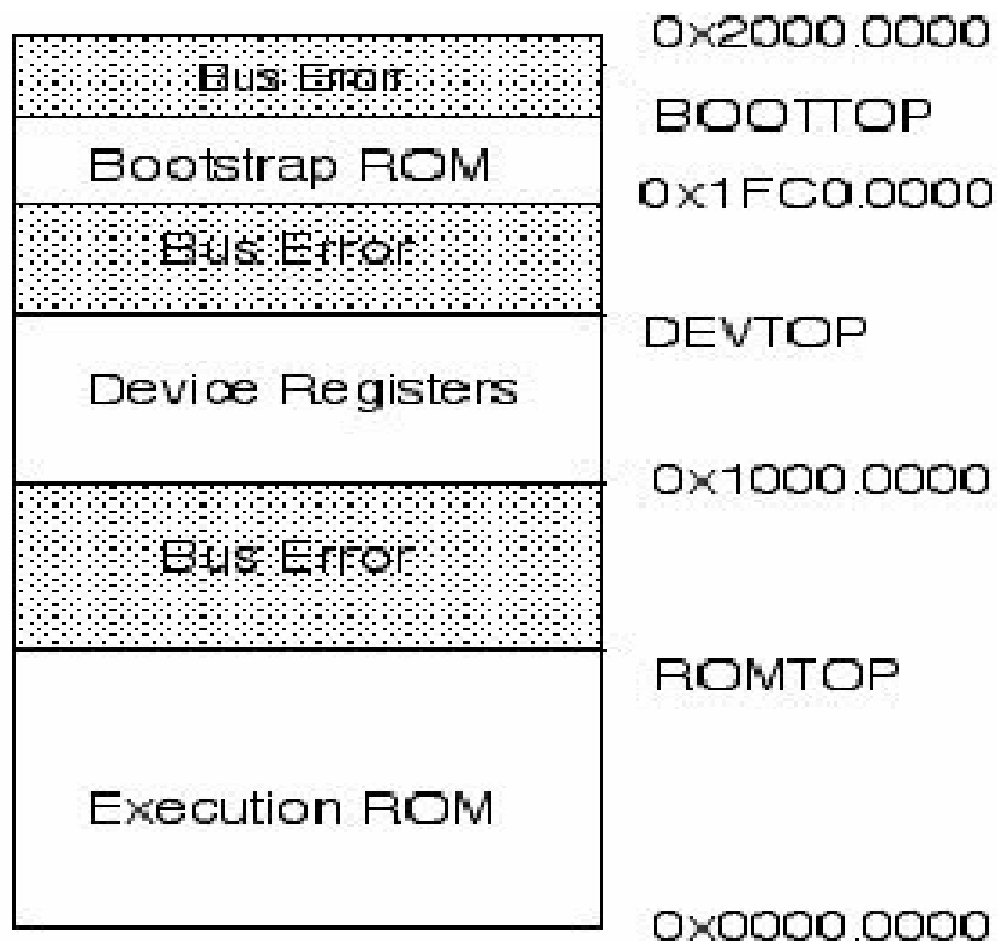 0x2000.0000
Bus Error
BOOTTOP
Bootstrap ROM
0x1FC0.0000
Bus Error
DEVTOP
Device Registers
0x1000.0000
Bus Error
ROMTOP
Execution ROM
0x0000.0000